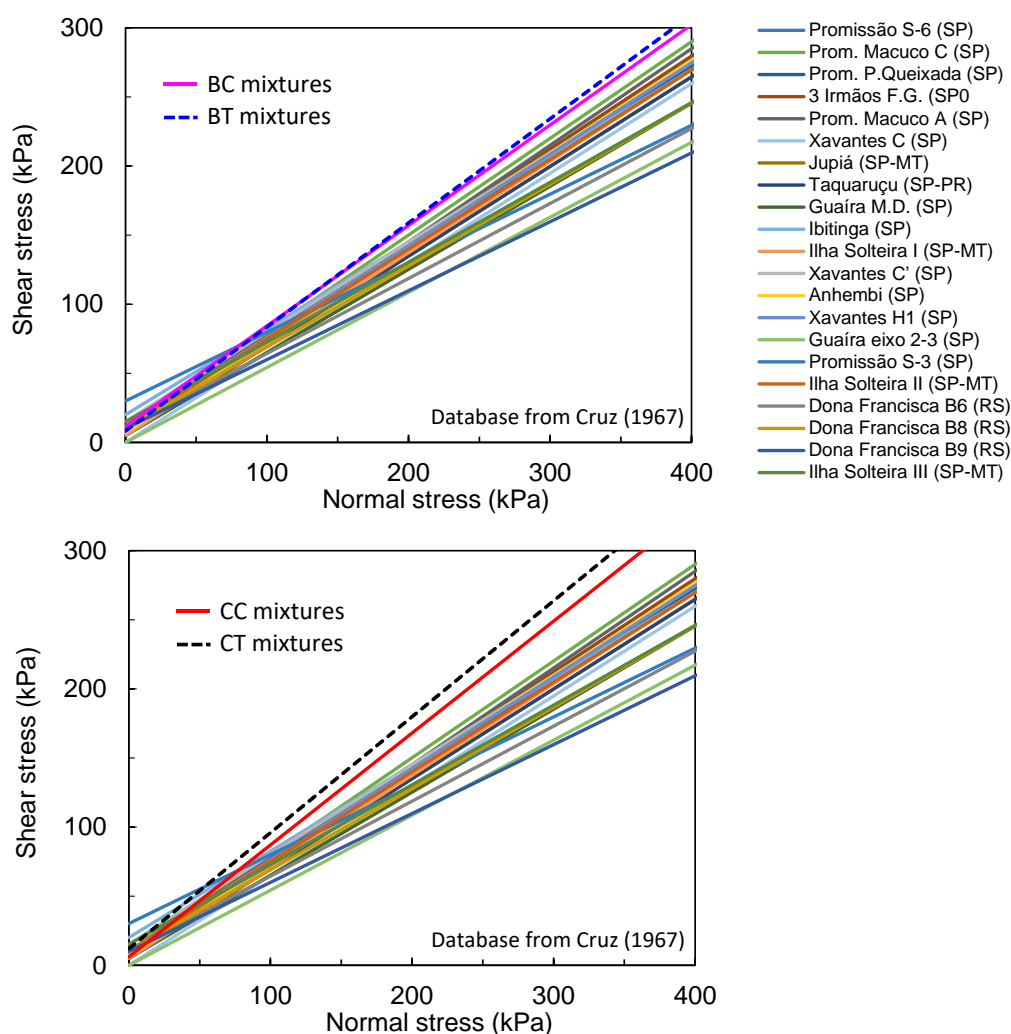 300
200
100
0
Shear stress (kPa)
BC mixtures
BT mixtures
Database from Cruz (1967)
0 100 200 300 400
Normal stress (kPa)
Promissão S-6 (SP)
Prom. Macuco C (SP)
Prom. P.Queixada (SP)
3 Irmãos F.G. (SP0
Prom. Macuco A (SP)
Xavantes C (SP)
Jupiá (SP-MT)
Taquaruçu (SP-PR)
Guaíra M.D. (SP)
Ibitinga (SP)
Ilha Solteira I (SP-MT)
Xavantes C’ (SP)
Anhembi (SP)
Xavantes H1 (SP)
Guaíra eixo 2-3 (SP)
Promissão S-3 (SP)
Ilha Solteira II (SP-MT)
Dona Francisca B6 (RS)
Dona Francisca B8 (RS)
Dona Francisca B9 (RS)
Ilha Solteira III (SP-MT)
300
200
100
0
Shear stress (kPa)
CC mixtures
CT mixtures
Database from Cruz (1967)
0 100 200 300 400
Normal stress (kPa)